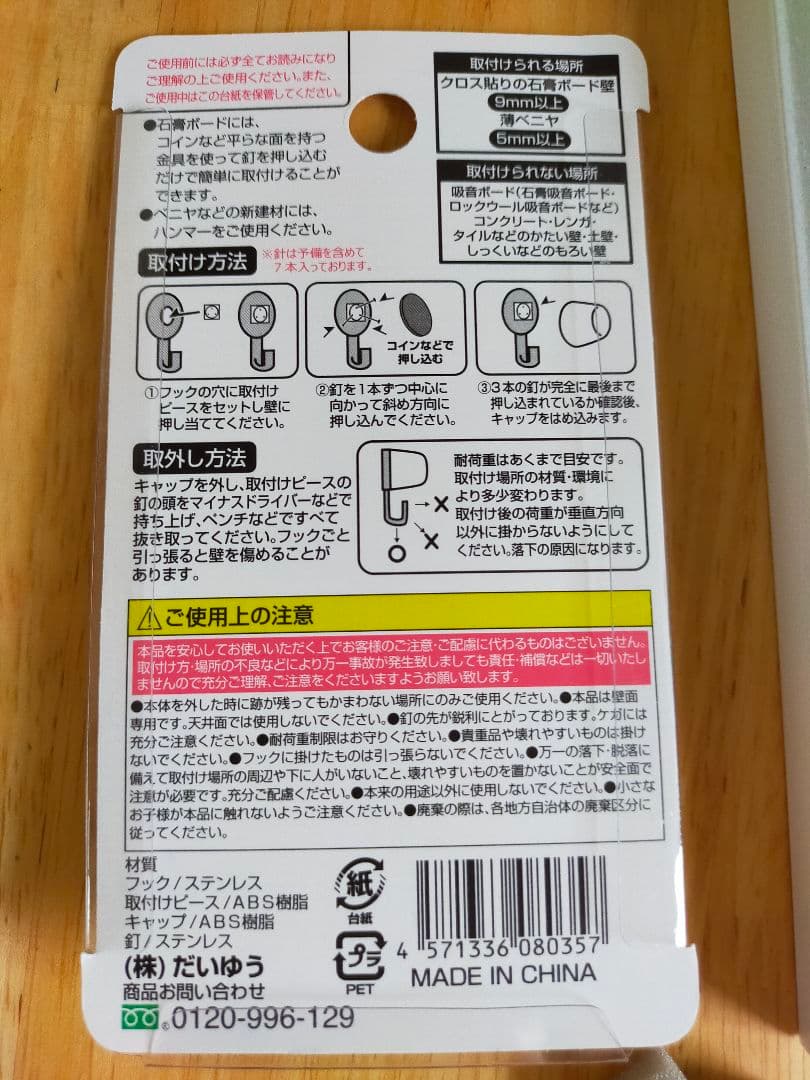 ご使用前には必ず全てお読みになり
ご理解の上ご使用ください。また、
ご使用中はこの台紙を保管してください。
●石膏ボードには、
コインなど平らな面を持つ
金具を使って釘を押し込む
だけで簡単に取付けることが
できます。
●ベニヤなどの新建材には、
ハンマーをご使用ください。
取付けられる場所
クロス貼りの石膏ボード壁
9mm以上
薄ベニヤ
5mm以上
取付けられない場所
吸音ボード(石膏吸音ボード・
ロックウール吸音ボードなど)
コンクリート・レンガ・
タイルなどのかたい壁・土壁・
しっくいなどのもろい壁
取付け方法
※針は予備を含めて
7本入っております。
コインなどで
押し込む
①フックの穴に取付け
ピースをセットし壁に
押し当ててください。
②釘を1本ずつ中心に
向かって斜め方向に
押し込んでください。
③3本の釘が完全に最後まで
押し込まれているか確認後、
キャップをはめ込みます。
取外し方法
キャップを外し、取付けピースの
釘の頭をマイナスドライバーなどで
持ち上げ、ペンチなどですべて
抜き取ってください。フックごと
引っ張ると壁を傷めることが
あります。
耐荷重はあくまで目安です。
取付け場所の材質・環境に
より多少変わります。
取付け後の荷重が垂直方向
以外に掛からないようにして
ください。落下の原因になります。
ご使用上の注意
本品を安心してお使いいただく上でお客様のご注意・ご配慮に代わるものはございません。
取付け方・場所の不良などにより万一事故が発生致しましても責任・補償などは一切いたし
ませんので充分ご理解、ご注意をくださいますようお願い致します。
●本体を外した時に跡が残ってもかまわない場所にのみご使用ください。●本品は壁面
専用です。天井面では使用しないでください。●釘の先が鋭利にとがっております。ケガには
充分ご注意ください。●耐荷重制限はお守りください。●貴重品や壊れやすいものは掛け
ないでください。●フックに掛けたものは引っ張らないでください。●万一の落下・脱落に
備えて取付け場所の周辺や下に人がいないこと、壊れやすいものを置かないことが安全面で
注意が必要です。充分ご配慮ください。●本来の用途以外に使用しないでください。●小さな
お子様が本品に触れないようご注意ください。●廃棄の際は、各地方自治体の廃棄区分に
従ってください。
材質
フック/ステンレス
取付けピース/ABS樹脂
キャップ/ABS樹脂
釘/ステンレス
(株)だいゆう
商品お問い合わせ
0120-996-129
紙
台紙
プラ
PET
4 571336 080357
MADE IN CHINA